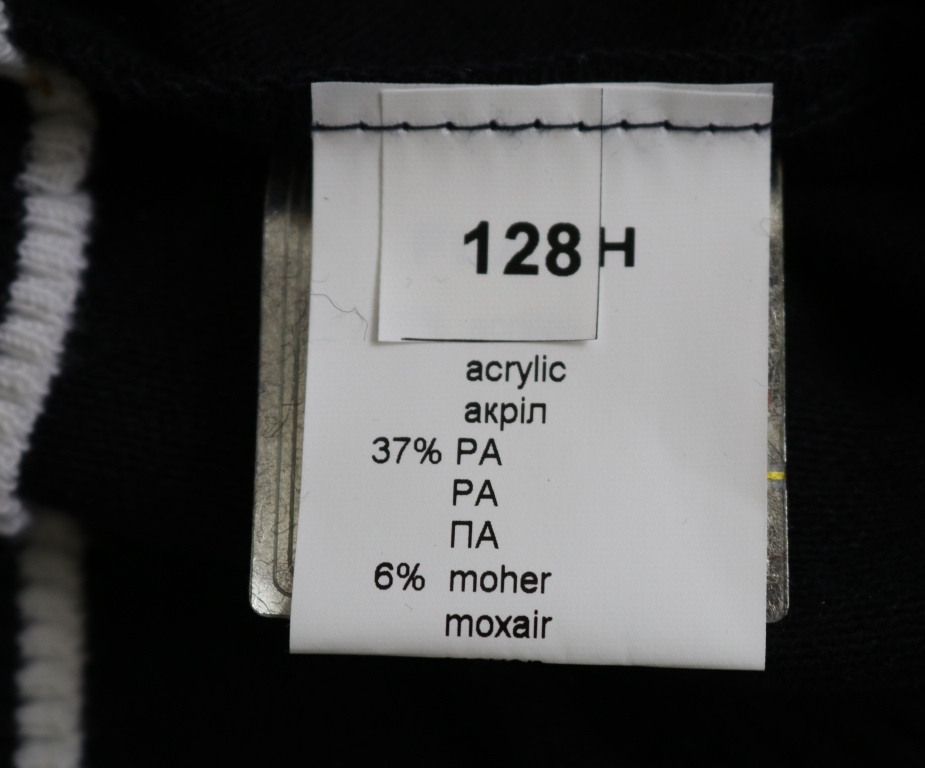 128 H
acrylic
акріл
37% PA
PA
ПА
6% moher
moxair